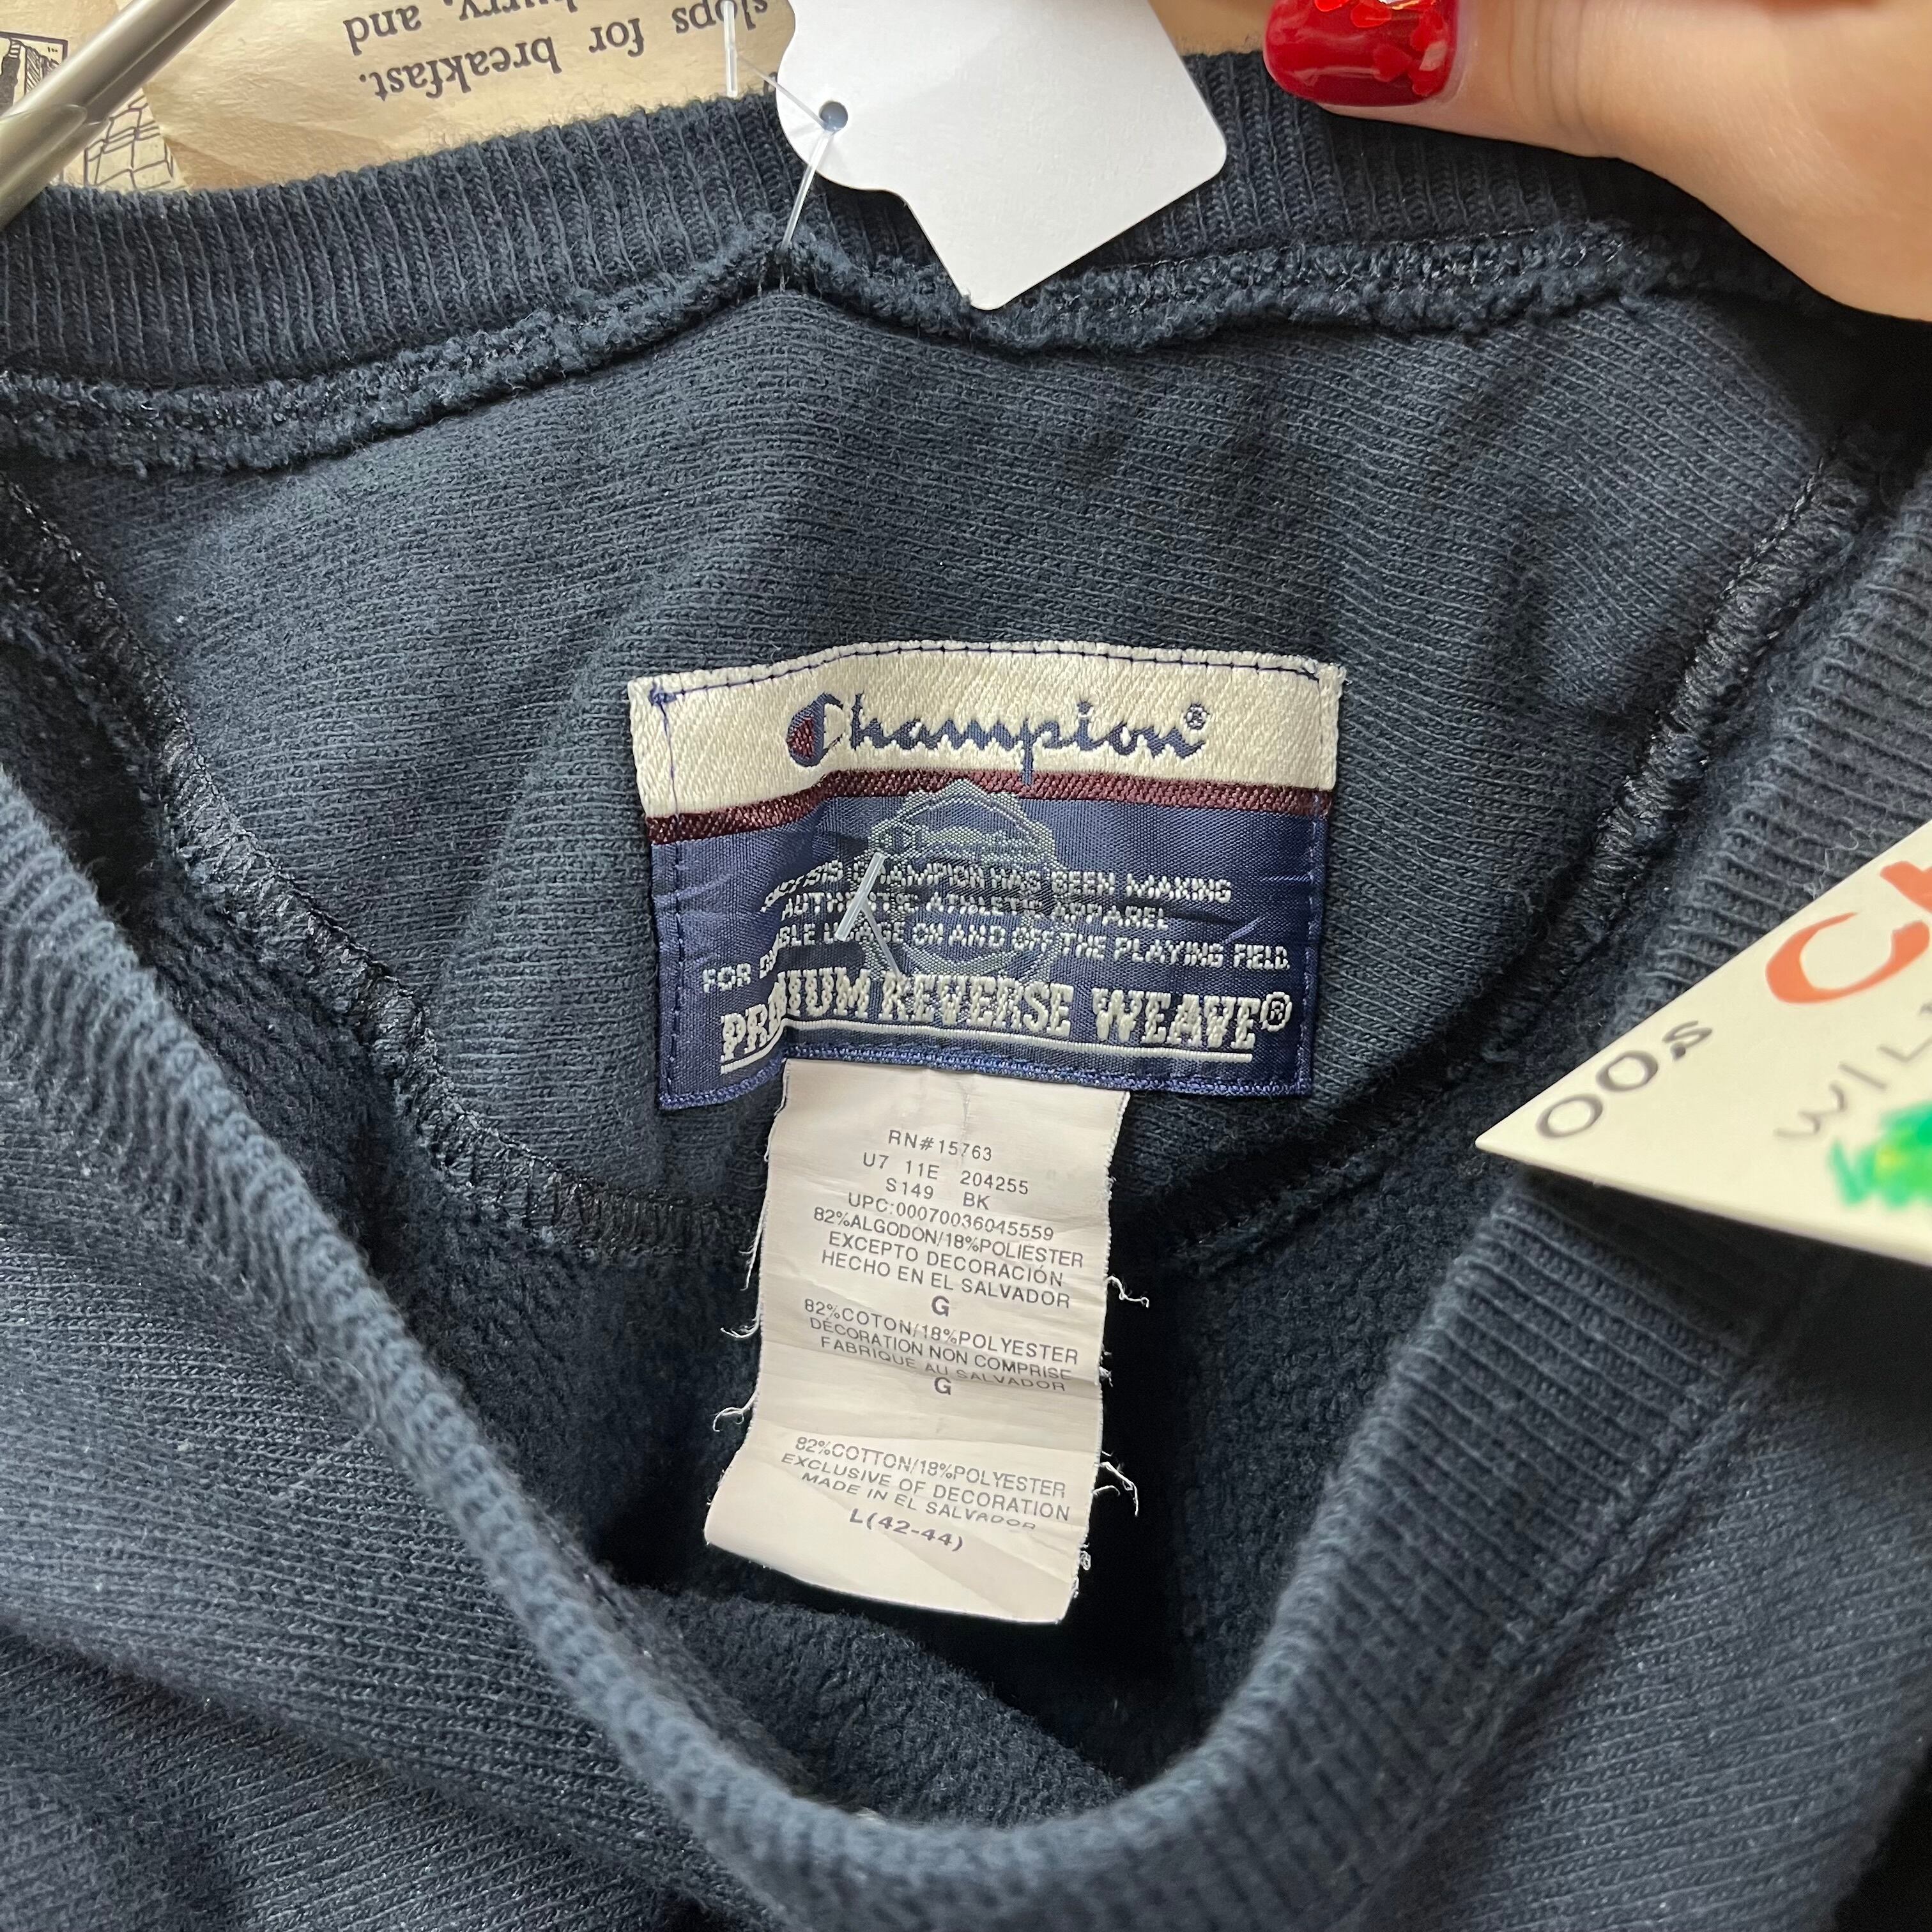 slops for breakfast.
and
Champion®
CHAMPION HAS BEEN MAKING
AUTHENTIC ATHLETIC APPAREL
FOR USAGE ON AND OFF THE PLAYING FIELD.
PREMIUM REVERSE WEAVE®
RN#15763
U7 11E 204255
S149 BK
UPC:00070036045559
82%ALGODON/18%POLIESTER
EXCEPTO DECORACIÓN
HECHO EN EL SALVADOR
G
82%COTON/18%POLYESTER
DÉCORATION NON COMPRISE
FABRIQUE AU SALVADOR
G
82%COTTON/18%POLYESTER
EXCLUSIVE OF DECORATION
MADE IN EL SALVADOR
L(42-44)
00s